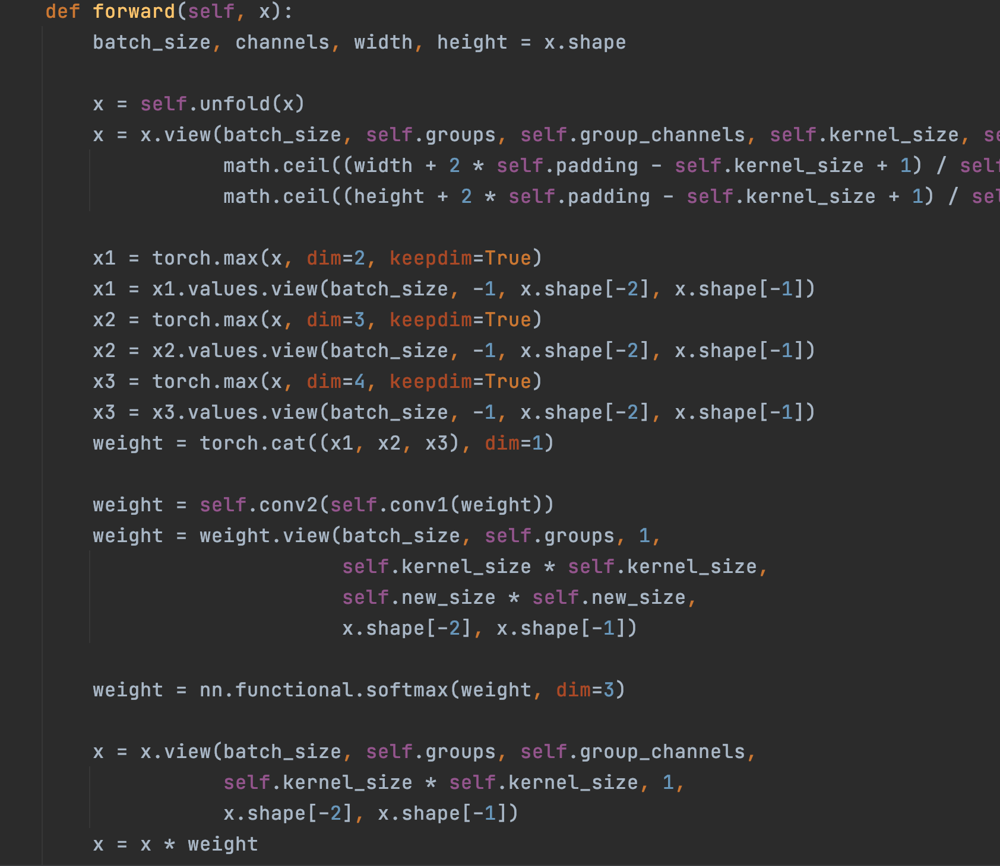 def forward(self, x):
batch_size, channels, width, height = x.shape
x = self.unfold(x)
x = x.view(batch_size, self.groups, self.group_channels, self.kernel_size,
math.ceil((width + 2 * self.padding - self.kernel_size + 1) /
math.ceil((height + 2 * self.padding - self.kernel_size + 1) /
x1 = torch.max(x, dim=2, keepdim=True)
x1 = x1.values.view(batch_size, -1, x.shape[-2], x.shape[-1])
x2 = torch.max(x, dim=3, keepdim=True)
x2 = x2.values.view(batch_size, -1, x.shape[-2], x.shape[-1])
x3 = torch.max(x, dim=4, keepdim=True)
x3 = x3.values.view(batch_size, -1, x.shape[-2], x.shape[-1])
weight = torch.cat((x1, x2, x3), dim=1)
weight = self.conv2(self.conv1(weight))
weight = weight.view(batch_size, self.groups, 1,
self.kernel_size * self.kernel_size,
self.new_size * self.new_size,
x.shape[-2], x.shape[-1])
weight = nn.functional.softmax(weight, dim=3)
x = x.view(batch_size, self.groups, self.group_channels,
self.kernel_size * self.kernel_size, 1,
x.shape[-2], x.shape[-1])
x = x * weight